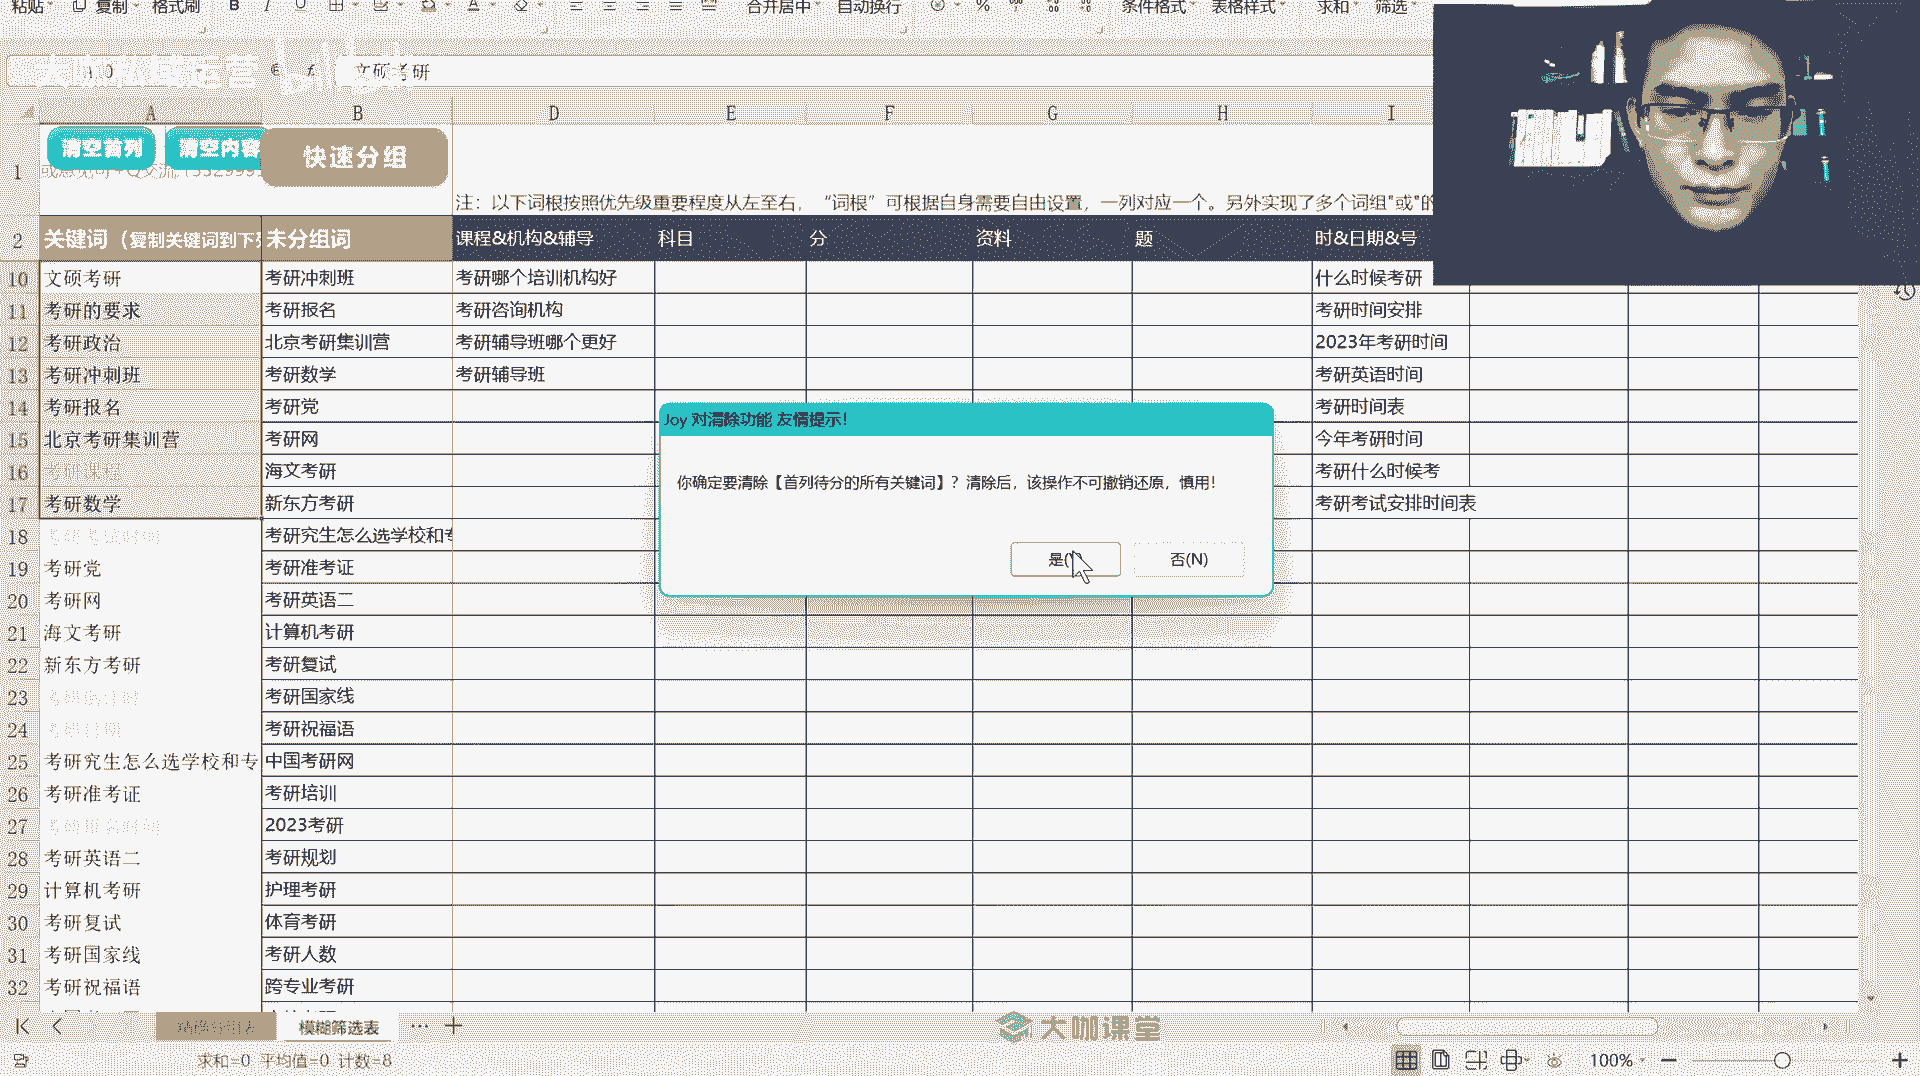 粘贴 复制 格式刷 B I U A 合并居中 自动换行 % 条件格式 表格样式 求和 筛选
文硕考研
A B D E F G H I
清空首列 清空内容 快速分组
1
注：以下词根按照优先级重要程度从左至右，“词根”可根据自身需要自由设置，一列对应一个。另外实现了多个词组"或"的
2 关键词（复制关键词到下 未分组词 课程&机构&辅导 科目 分 资料 题 时&日期&号
10 文硕考研 考研冲刺班 考研哪个培训机构好 什么时候考研
11 考研的要求 考研报名 考研咨询机构 考研时间安排
12 考研政治 北京考研集训营 考研辅导班哪个更好 2023年考研时间
13 考研冲刺班 考研数学 考研辅导班 考研英语时间
14 考研报名 考研党 考研时间表
15 北京考研集训营 考研网 今年考研时间
16 考研课程 海文考研 考研什么时候考
17 考研数学 新东方考研 考研考试安排时间表
Joy 对清除功能 友情提示！
你确定要清除【首列待分的所有关键词】？清除后，该操作不可撤销还原，慎用！
是( 否(N)
18 考研究生怎么选学校和专
19 考研党 考研准考证
20 考研网 考研英语二
21 海文考研 计算机考研
22 新东方考研 考研复试
23 考研国家线
24 考研祝福语
25 考研究生怎么选学校和专 中国考研网
26 考研准考证 考研培训
27 2023考研
28 考研英语二 考研规划
29 计算机考研 护理考研
30 考研复试 体育考研
31 考研国家线 考研人数
32 考研祝福语 跨专业考研
模糊筛选表 ··· +
大咖课堂
求和=0 平均值=0 计数=8
100%